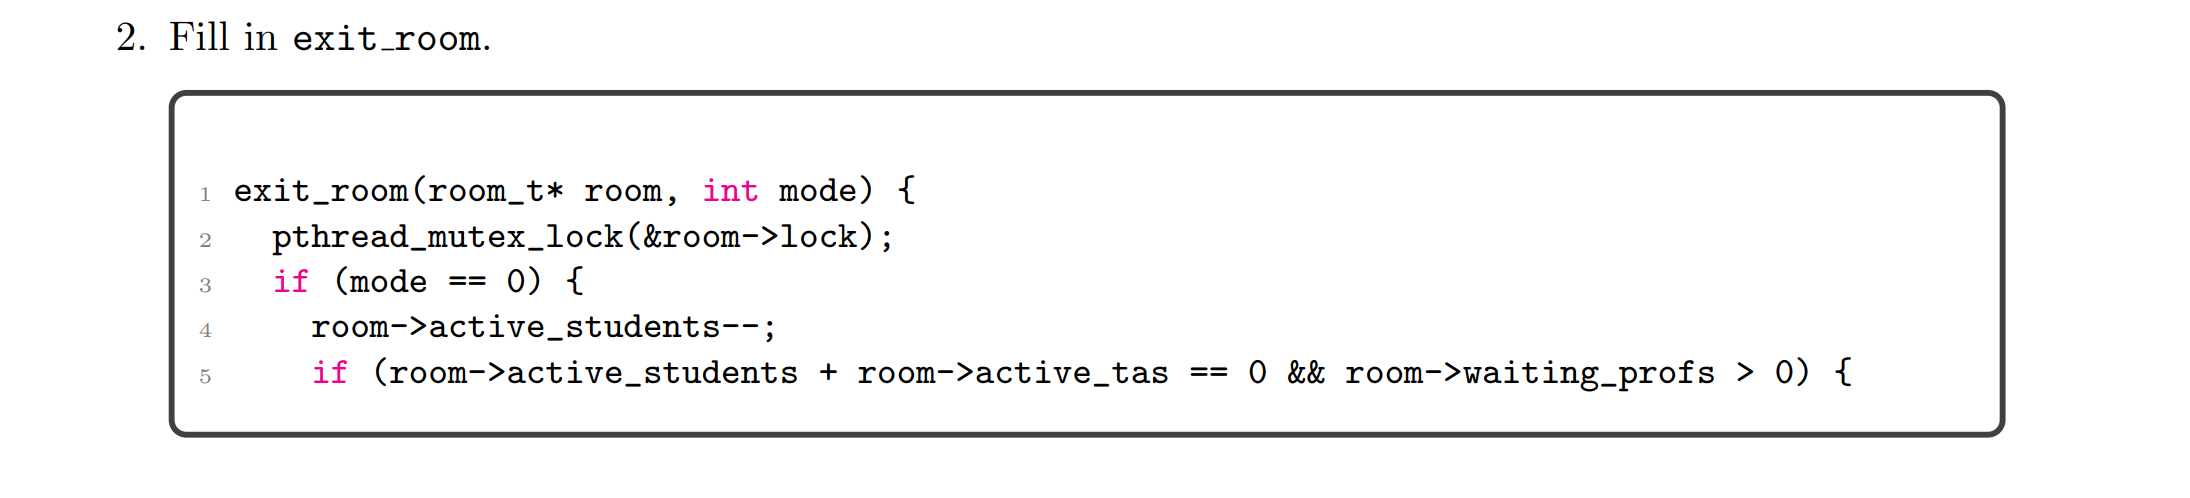 2. Fill in exit_room.
1 exit_room(room_t* room, int mode) {
2 pthread_mutex_lock(&room->lock);
3 if (mode == 0) {
4 room->active_students--;
5 if (room->active_students + room->active_tas == 0 && room->waiting_profs > 0) {